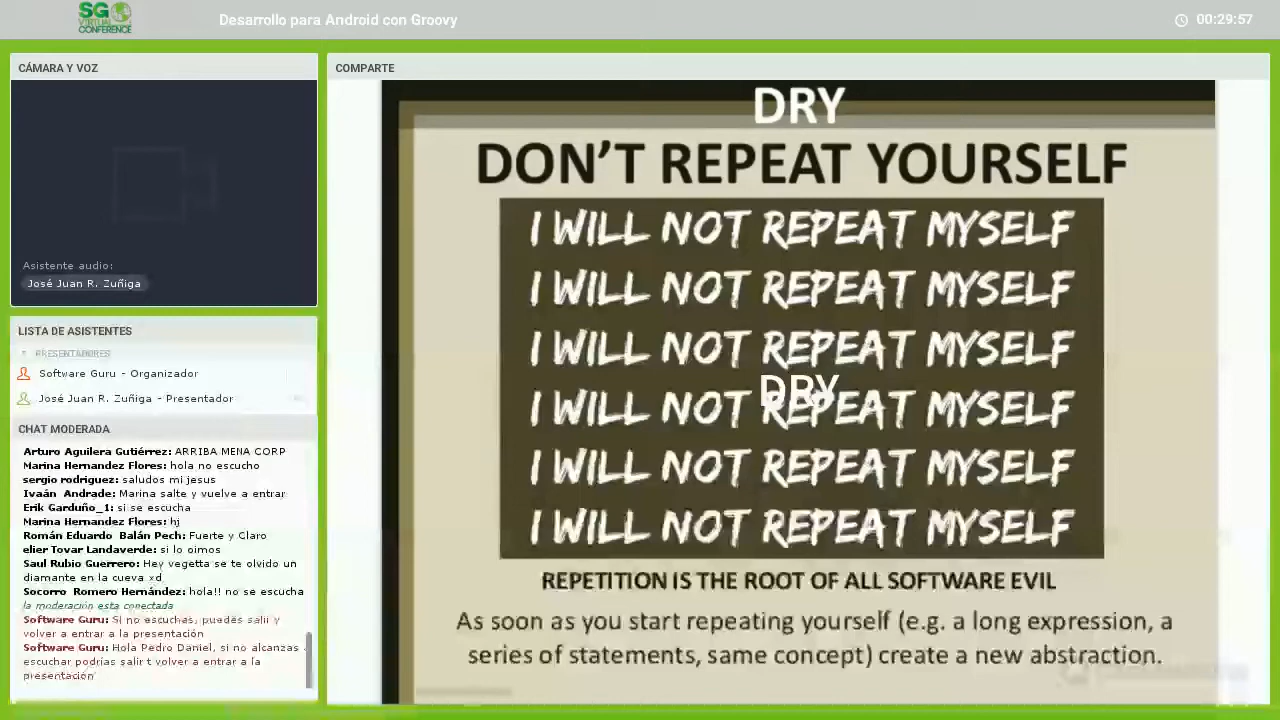 SG
VIRTUAL
CONFERENCE
Desarrollo para Android con Groovy
00:29:57
CÁMARA Y VOZ
Asistente audio:
José Juan R. Zuñiga
LISTA DE ASISTENTES
PRESENTADORES
Software Guru - Organizador
José Juan R. Zuñiga - Presentador
CHAT MODERADA
Arturo Aguilera Gutiérrez: ARRIBA MENA CORP
Marina Hernandez Flores: hola no escucho
sergio rodriguez: saludos mi jesus
Ivaán Andrade: Marina salte y vuelve a entrar
Erik Garduño_1: si se escucha
Marina Hernandez Flores: hj
Román Eduardo Balán Pech: Fuerte y Claro
elier Tovar Landaverde: si lo oimos
Saul Rubio Guerrero: Hey vegetta se te olvido un
diamante en la cueva xd
Socorro Romero Hernández: hola!! no se escucha
la moderación esta conectada
Software Guru: Si no escuchas, puedes salir y
volver a entrar a la presentación
Software Guru: Hola Pedro Daniel, si no alcanzas a
escuchar podrías salir t volver a entrar a la
presentación
COMPARTE
DRY
DON'T REPEAT YOURSELF
I WILL NOT REPEAT MYSELF
I WILL NOT REPEAT MYSELF
I WILL NOT REPEAT MYSELF
DRY
I WILL NOT REPEAT MYSELF
I WILL NOT REPEAT MYSELF
I WILL NOT REPEAT MYSELF
REPETITION IS THE ROOT OF ALL SOFTWARE EVIL
As soon as you start repeating yourself (e.g. a long expression, a
series of statements, same concept) create a new abstraction.